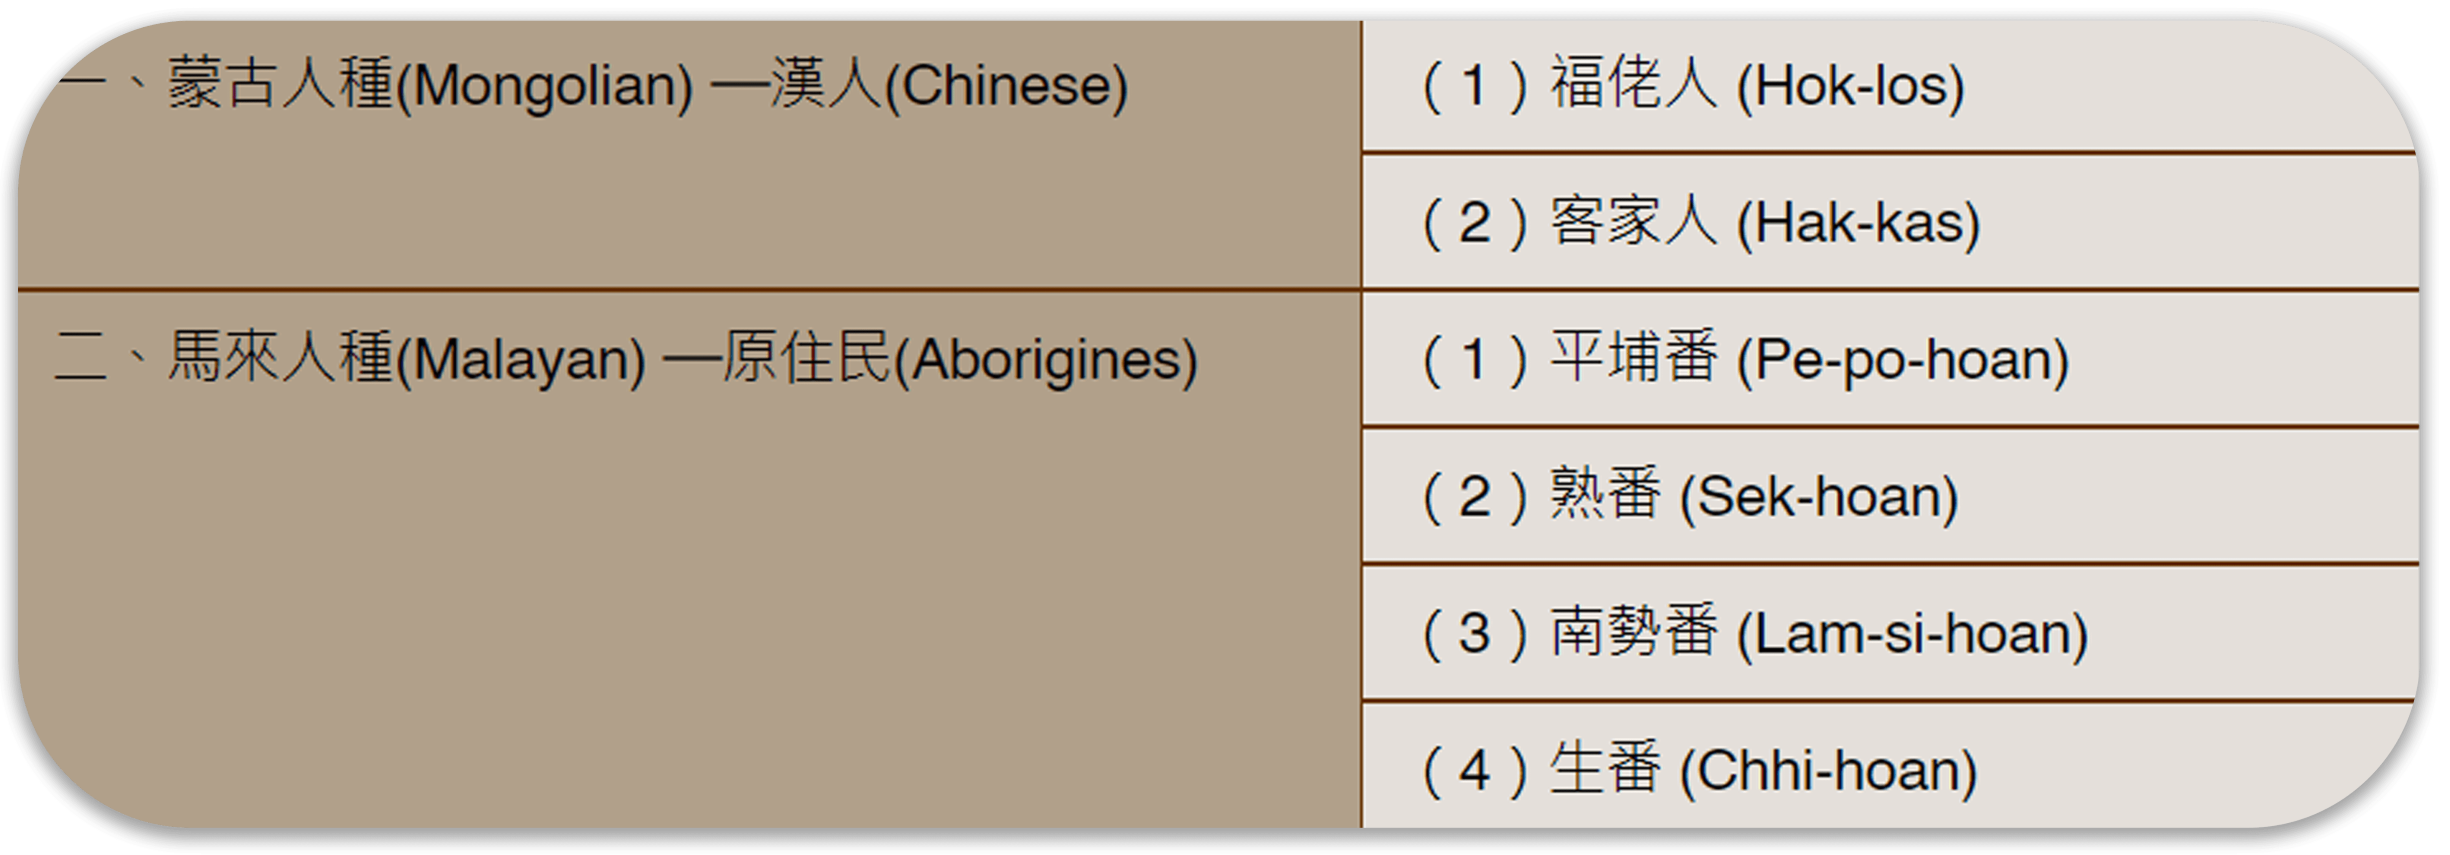 一、蒙古人種(Mongolian) —漢人(Chinese)
（1）福佬人 (Hok-los)
（2）客家人 (Hak-kas)
二、馬來人種(Malayan) —原住民(Aborigines)
（1）平埔番 (Pe-po-hoan)
（2）熟番 (Sek-hoan)
（3）南勢番 (Lam-si-hoan)
（4）生番 (Chhi-hoan)